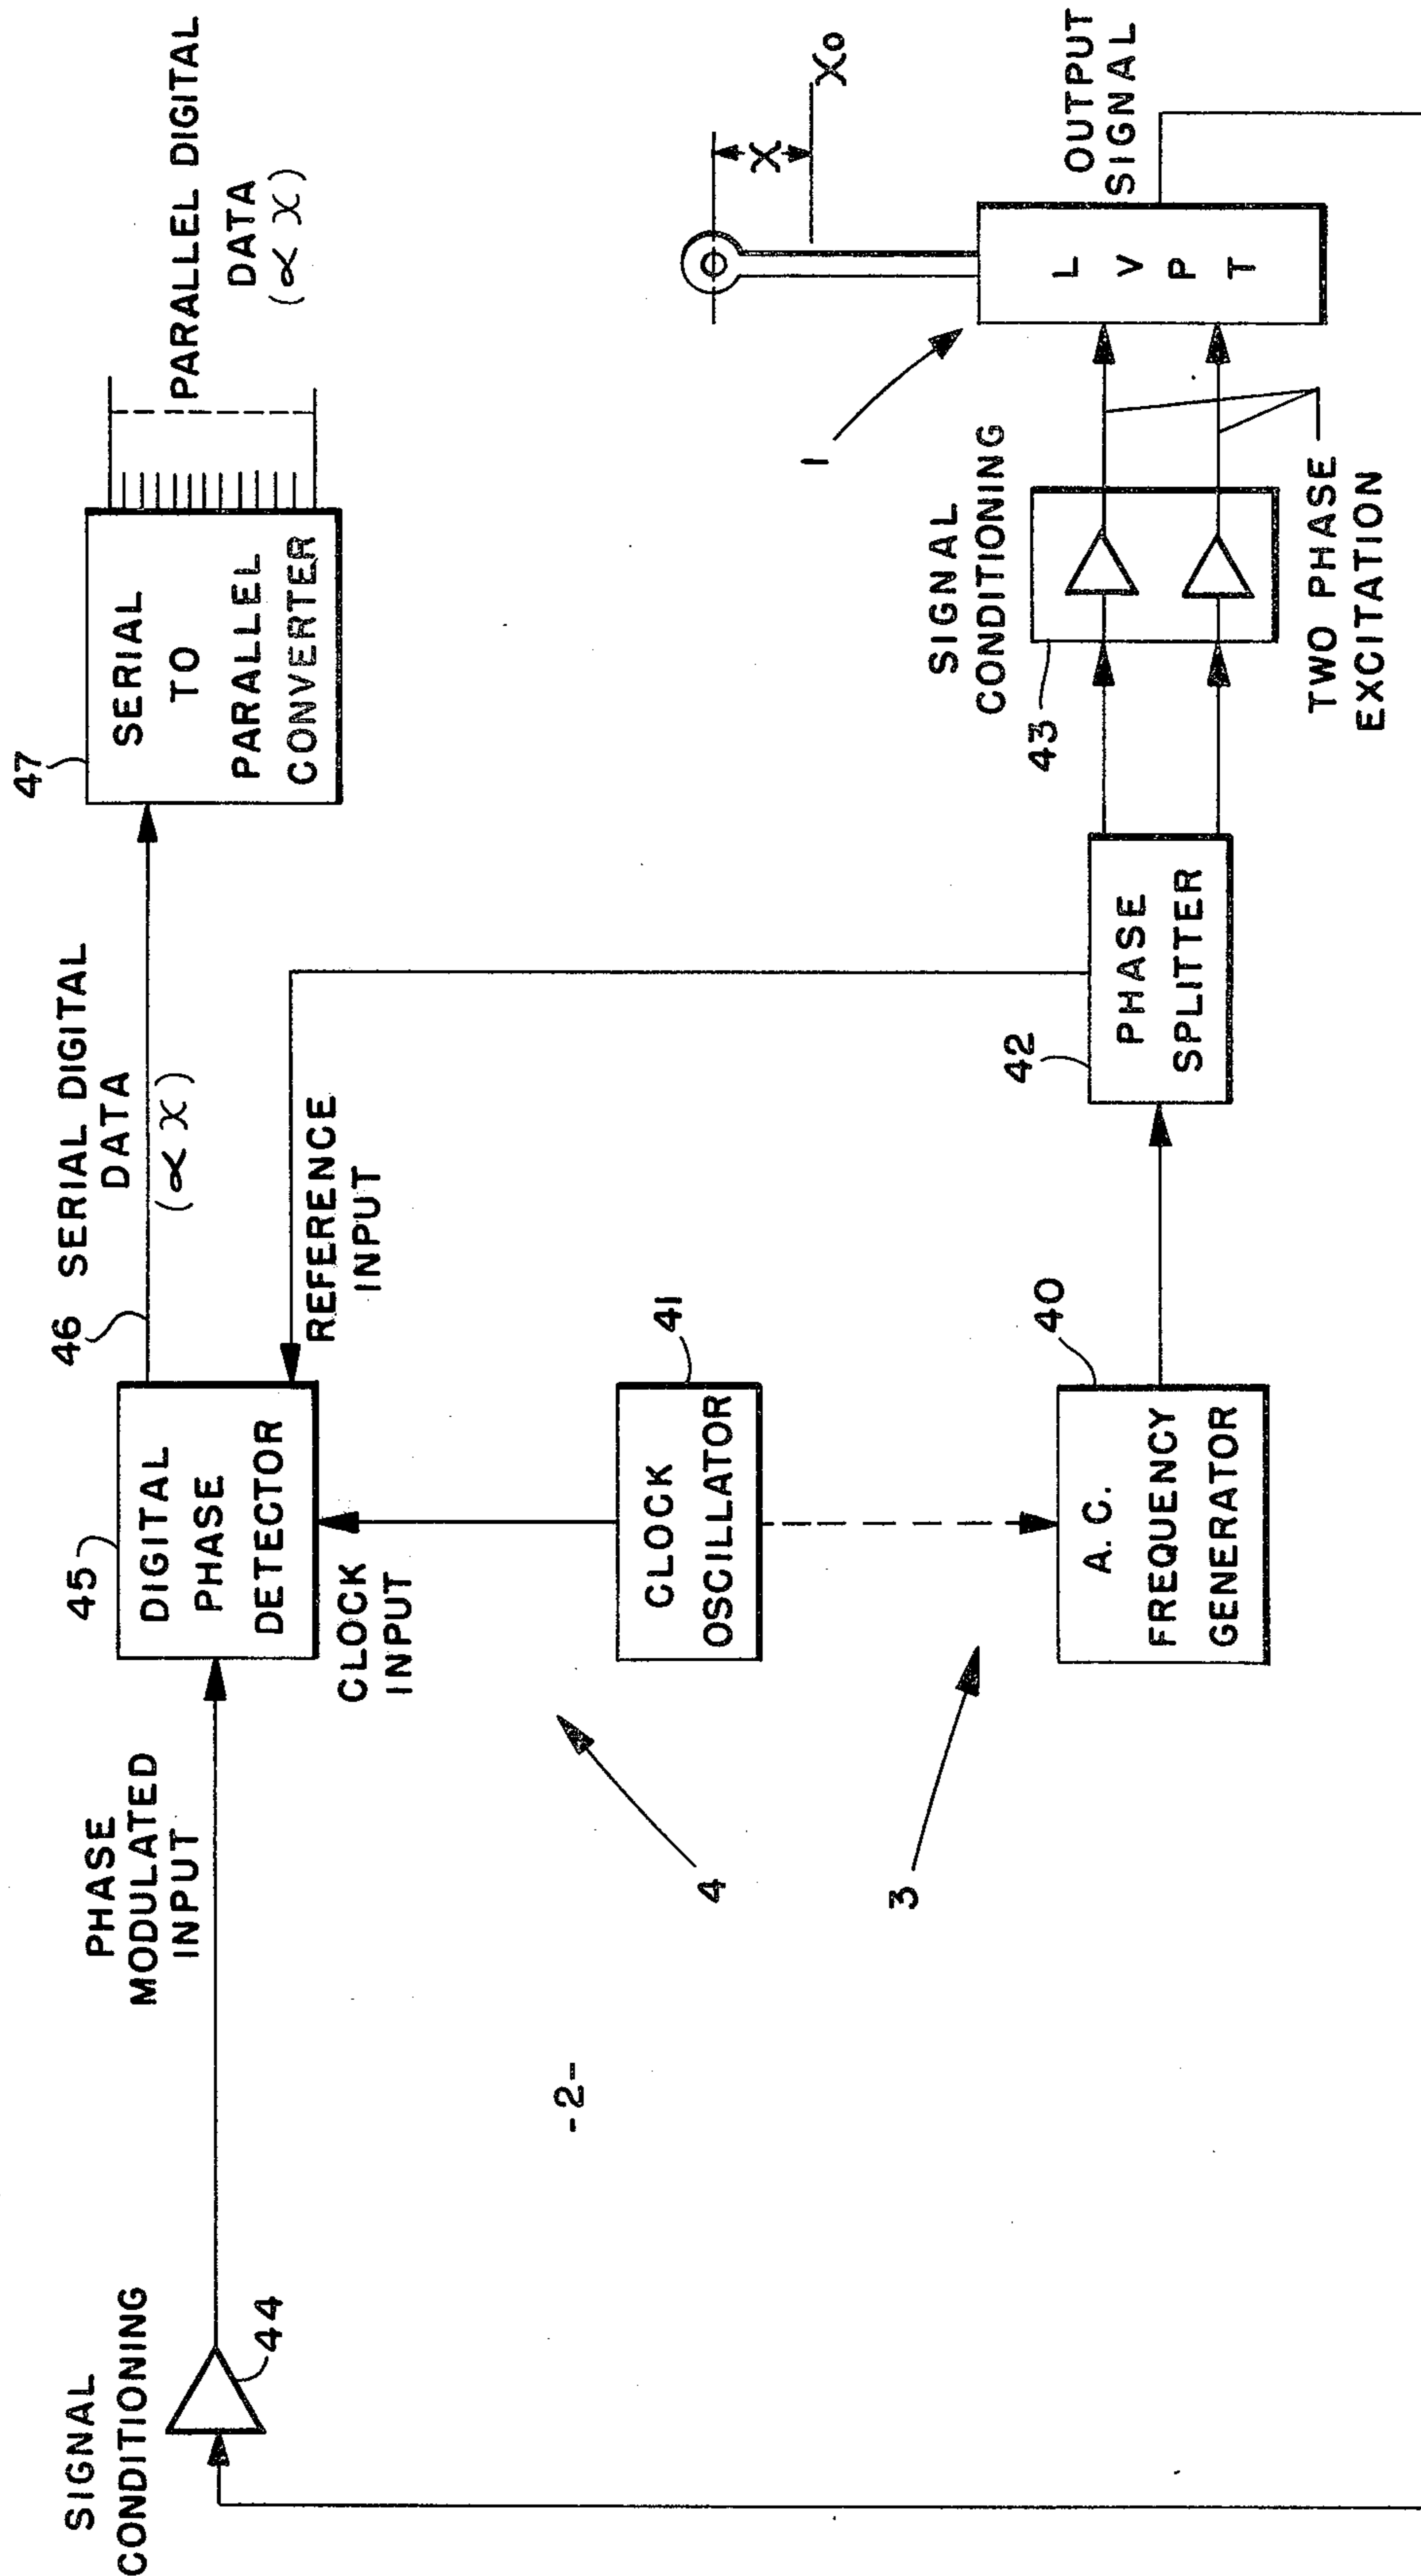 SIGNAL
CONDITIONING
44
PHASE
MODULATED
INPUT
45
DIGITAL
PHASE
DETECTOR
46
SERIAL DIGITAL
DATA
(∝ X)
47
SERIAL
TO
PARALLEL
CONVERTER
PARALLEL DIGITAL
DATA
(∝ X)
REFERENCE
INPUT
CLOCK
INPUT
-2-
4
41
CLOCK
OSCILLATOR
3
40
A.C.
FREQUENCY
GENERATOR
42
PHASE
SPLITTER
SIGNAL
CONDITIONING
43
TWO PHASE
EXCITATION
1
X
X0
L
V
P
T
OUTPUT
SIGNAL